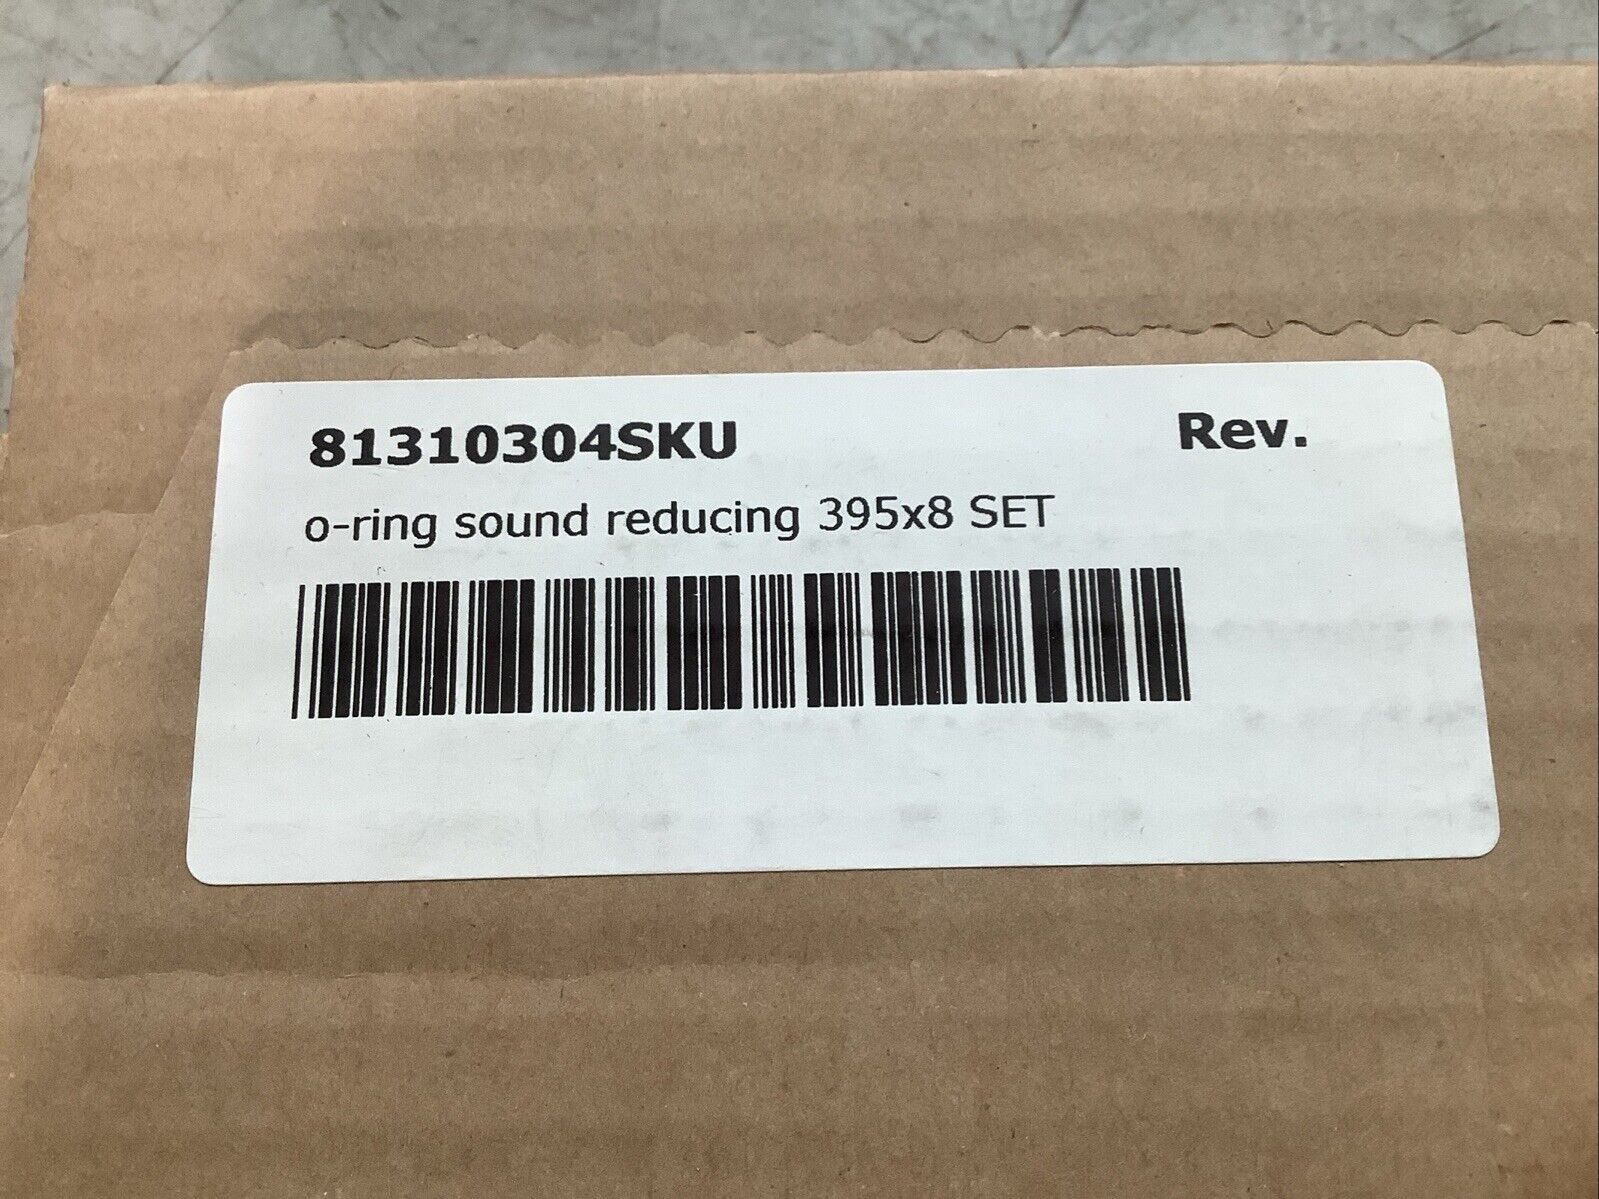 81310304SKU Rev.
o-ring sound reducing 395x8 SET